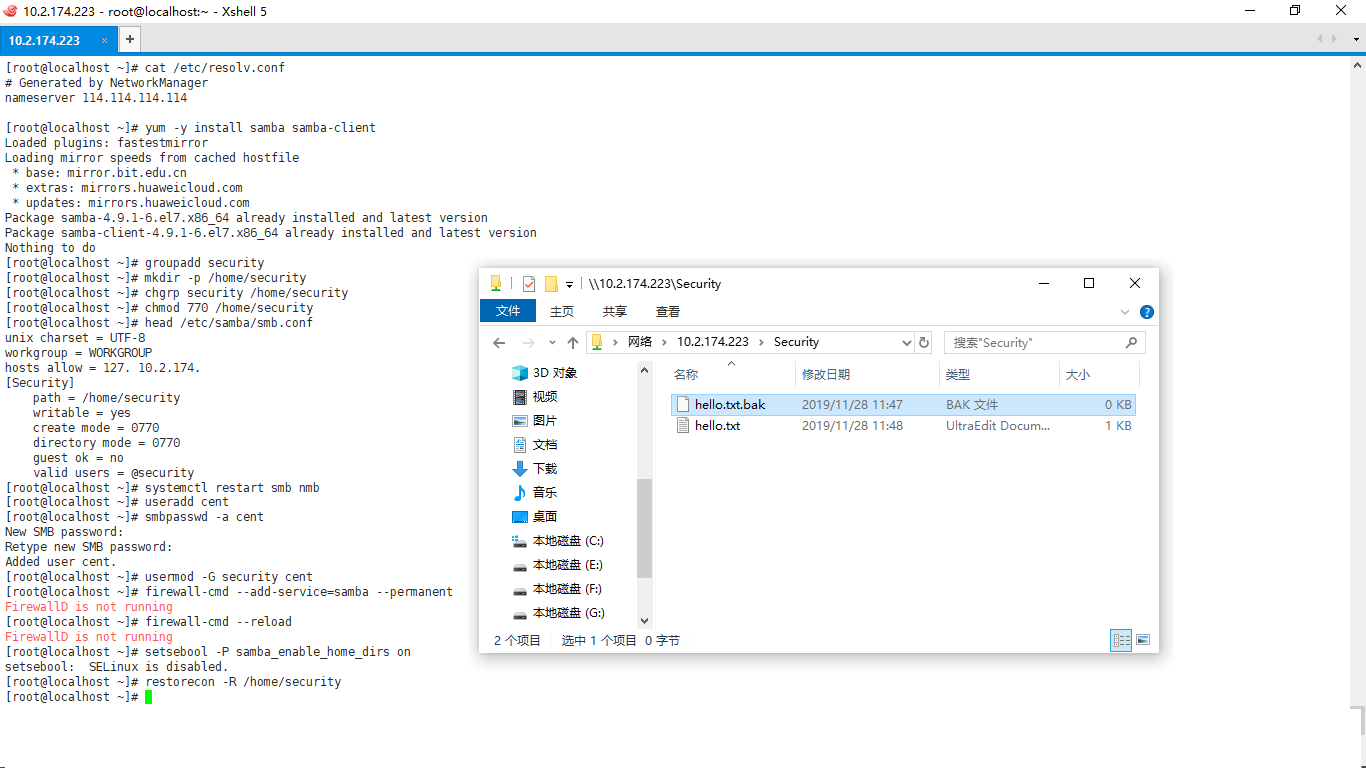 10.2.174.223 - root@localhost:~ - Xshell 5
10.2.174.223 × +
[root@localhost ~]# cat /etc/resolv.conf
# Generated by NetworkManager
nameserver 114.114.114.114
[root@localhost ~]# yum -y install samba samba-client
Loaded plugins: fastestmirror
Loading mirror speeds from cached hostfile
 * base: mirror.bit.edu.cn
 * extras: mirrors.huaweicloud.com
 * updates: mirrors.huaweicloud.com
Package samba-4.9.1-6.el7.x86_64 already installed and latest version
Package samba-client-4.9.1-6.el7.x86_64 already installed and latest version
Nothing to do
[root@localhost ~]# groupadd security
[root@localhost ~]# mkdir -p /home/security
[root@localhost ~]# chgrp security /home/security
[root@localhost ~]# chmod 770 /home/security
[root@localhost ~]# head /etc/samba/smb.conf
unix charset = UTF-8
workgroup = WORKGROUP
hosts allow = 127. 10.2.174.
[Security]
    path = /home/security
    writable = yes
    create mode = 0770
    directory mode = 0770
    guest ok = no
    valid users = @security
[root@localhost ~]# systemctl restart smb nmb
[root@localhost ~]# useradd cent
[root@localhost ~]# smbpasswd -a cent
New SMB password:
Retype new SMB password:
Added user cent.
[root@localhost ~]# usermod -G security cent
[root@localhost ~]# firewall-cmd --add-service=samba --permanent
FirewallD is not running
[root@localhost ~]# firewall-cmd --reload
FirewallD is not running
[root@localhost ~]# setsebool -P samba_enable_home_dirs on
setsebool:  SELinux is disabled.
[root@localhost ~]# restorecon -R /home/security
[root@localhost ~]#
\\10.2.174.223\Security
文件 主页 共享 查看
网络 10.2.174.223 Security 搜索"Security"
名称 修改日期 类型 大小
hello.txt.bak 2019/11/28 11:47 BAK 文件 0 KB
hello.txt 2019/11/28 11:48 UltraEdit Docum... 1 KB
3D 对象
视频
图片
文档
下载
音乐
桌面
本地磁盘 (C:)
本地磁盘 (E:)
本地磁盘 (F:)
本地磁盘 (G:)
2 个项目 选中 1 个项目 0 字节